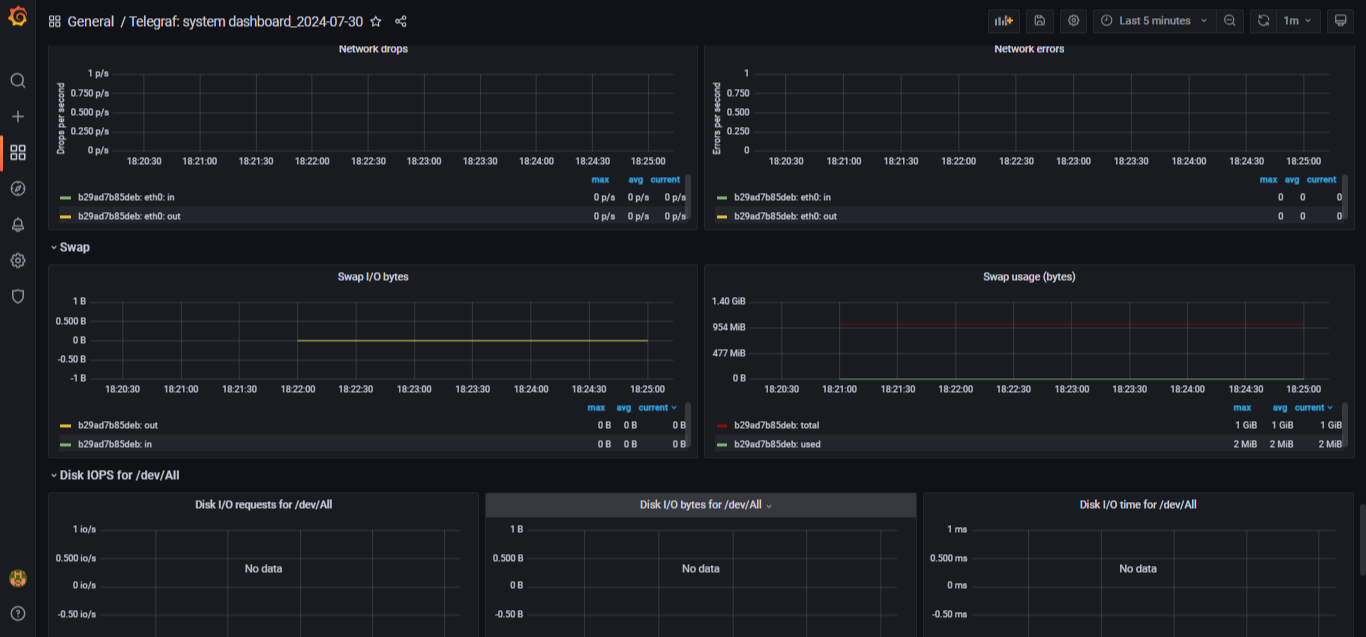 General / Telegraf: system dashboard_2024-07-30
Last 5 minutes
1m
Network drops
Drops per second
1 p/s
0.750 p/s
0.500 p/s
0.250 p/s
0 p/s
18:20:30 18:21:00 18:21:30 18:22:00 18:22:30 18:23:00 18:23:30 18:24:00 18:24:30 18:25:00
max avg current
b29ad7b85deb: eth0: in 0 p/s 0 p/s 0 p/s
b29ad7b85deb: eth0: out 0 p/s 0 p/s 0 p/s
Network errors
Errors per second
1
0.750
0.500
0.250
0
18:20:30 18:21:00 18:21:30 18:22:00 18:22:30 18:23:00 18:23:30 18:24:00 18:24:30 18:25:00
max avg current
b29ad7b85deb: eth0: in 0 0 0
b29ad7b85deb: eth0: out 0 0 0
Swap
Swap I/O bytes
1 B
0.500 B
0 B
-0.50 B
-1 B
18:20:30 18:21:00 18:21:30 18:22:00 18:22:30 18:23:00 18:23:30 18:24:00 18:24:30 18:25:00
max avg current
b29ad7b85deb: out 0 B 0 B 0 B
b29ad7b85deb: in 0 B 0 B 0 B
Swap usage (bytes)
1.40 GiB
954 MiB
477 MiB
0 B
18:20:30 18:21:00 18:21:30 18:22:00 18:22:30 18:23:00 18:23:30 18:24:00 18:24:30 18:25:00
max avg current
b29ad7b85deb: total 1 GiB 1 GiB 1 GiB
b29ad7b85deb: used 2 MiB 2 MiB 2 MiB
Disk IOPS for /dev/All
Disk I/O requests for /dev/All
1 io/s
0.500 io/s
0 io/s
-0.50 io/s
No data
Disk I/O bytes for /dev/All
1 B
0.500 B
0 B
-0.50 B
No data
Disk I/O time for /dev/All
1 ms
0.500 ms
0 ms
-0.50 ms
No data